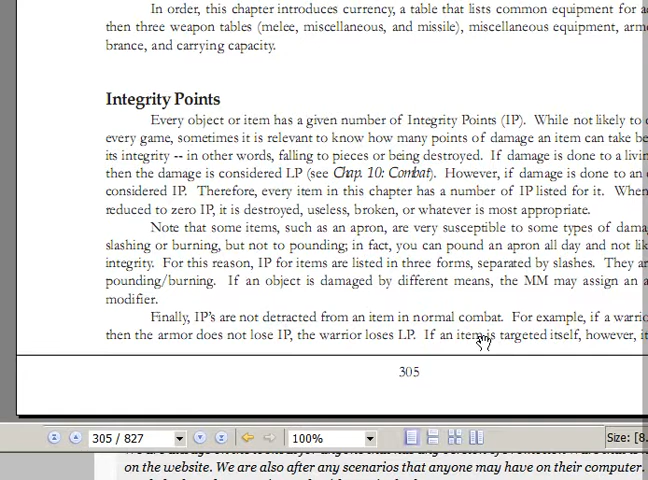 In order, this chapter introduces currency, a table that lists common equipment for a
then three weapon tables (melee, miscellaneous, and missile), miscellaneous equipment, arm
brance, and carrying capacity.
Integrity Points
Every object or item has a given number of Integrity Points (IP). While not likely to
every game, sometimes it is relevant to know how many points of damage an item can take be
its integrity -- in other words, falling to pieces or being destroyed. If damage is done to a livin
then the damage is considered LP (see Chap. 10: Combat). However, if damage is done to an
considered IP. Therefore, every item in this chapter has a number of IP listed for it. When
reduced to zero IP, it is destroyed, useless, broken, or whatever is most appropriate.
Note that some items, such as an apron, are very susceptible to some types of dama
slashing or burning, but not to pounding; in fact, you can pound an apron all day and not lik
integrity. For this reason, IP for items are listed in three forms, separated by slashes. They ar
pounding/burning. If an object is damaged by different means, the MM may assign an a
modifier.
Finally, IP's are not detracted from an item in normal combat. For example, if a warri
then the armor does not lose IP, the warrior loses LP. If an item is targeted itself, however, it
305
305 / 827
100%
Size: [8.
on the website. We are also after any scenarios that anyone may have on their computer.